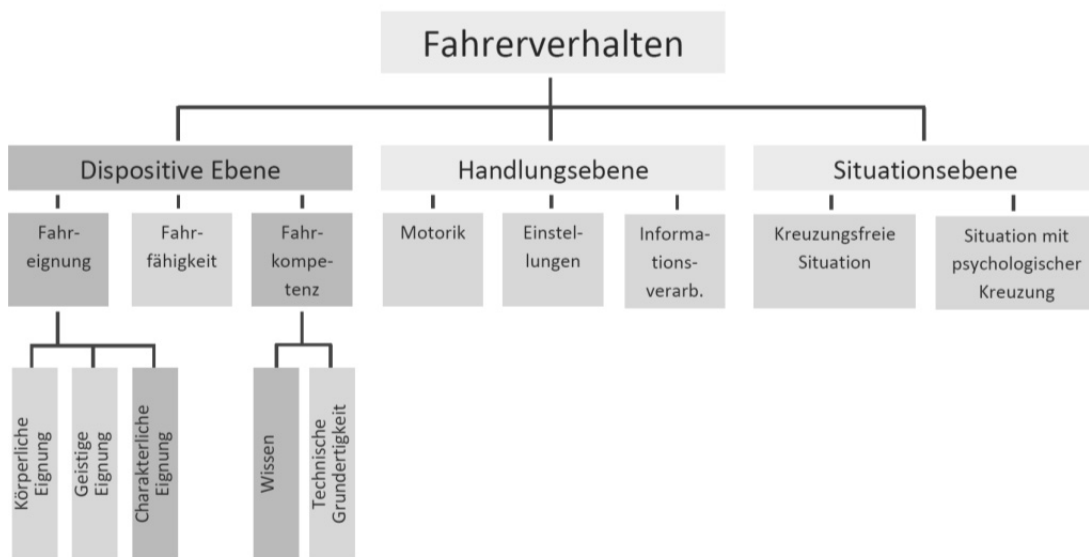 Fahrerverhalten
Dispositive Ebene
Handlungsebene
Situationsebene
Fahr-
eignung
Fahr-
fähigkeit
Fahr-
kompe-
tenz
Motorik
Einstel-
lungen
Informa-
tions-
verarb.
Kreuzungsfreie
Situation
Situation mit
psychologischer
Kreuzung
Körperliche
Eignung
Geistige
Eignung
Charakterliche
Eignung
Wissen
Technische
Grundertigkeit